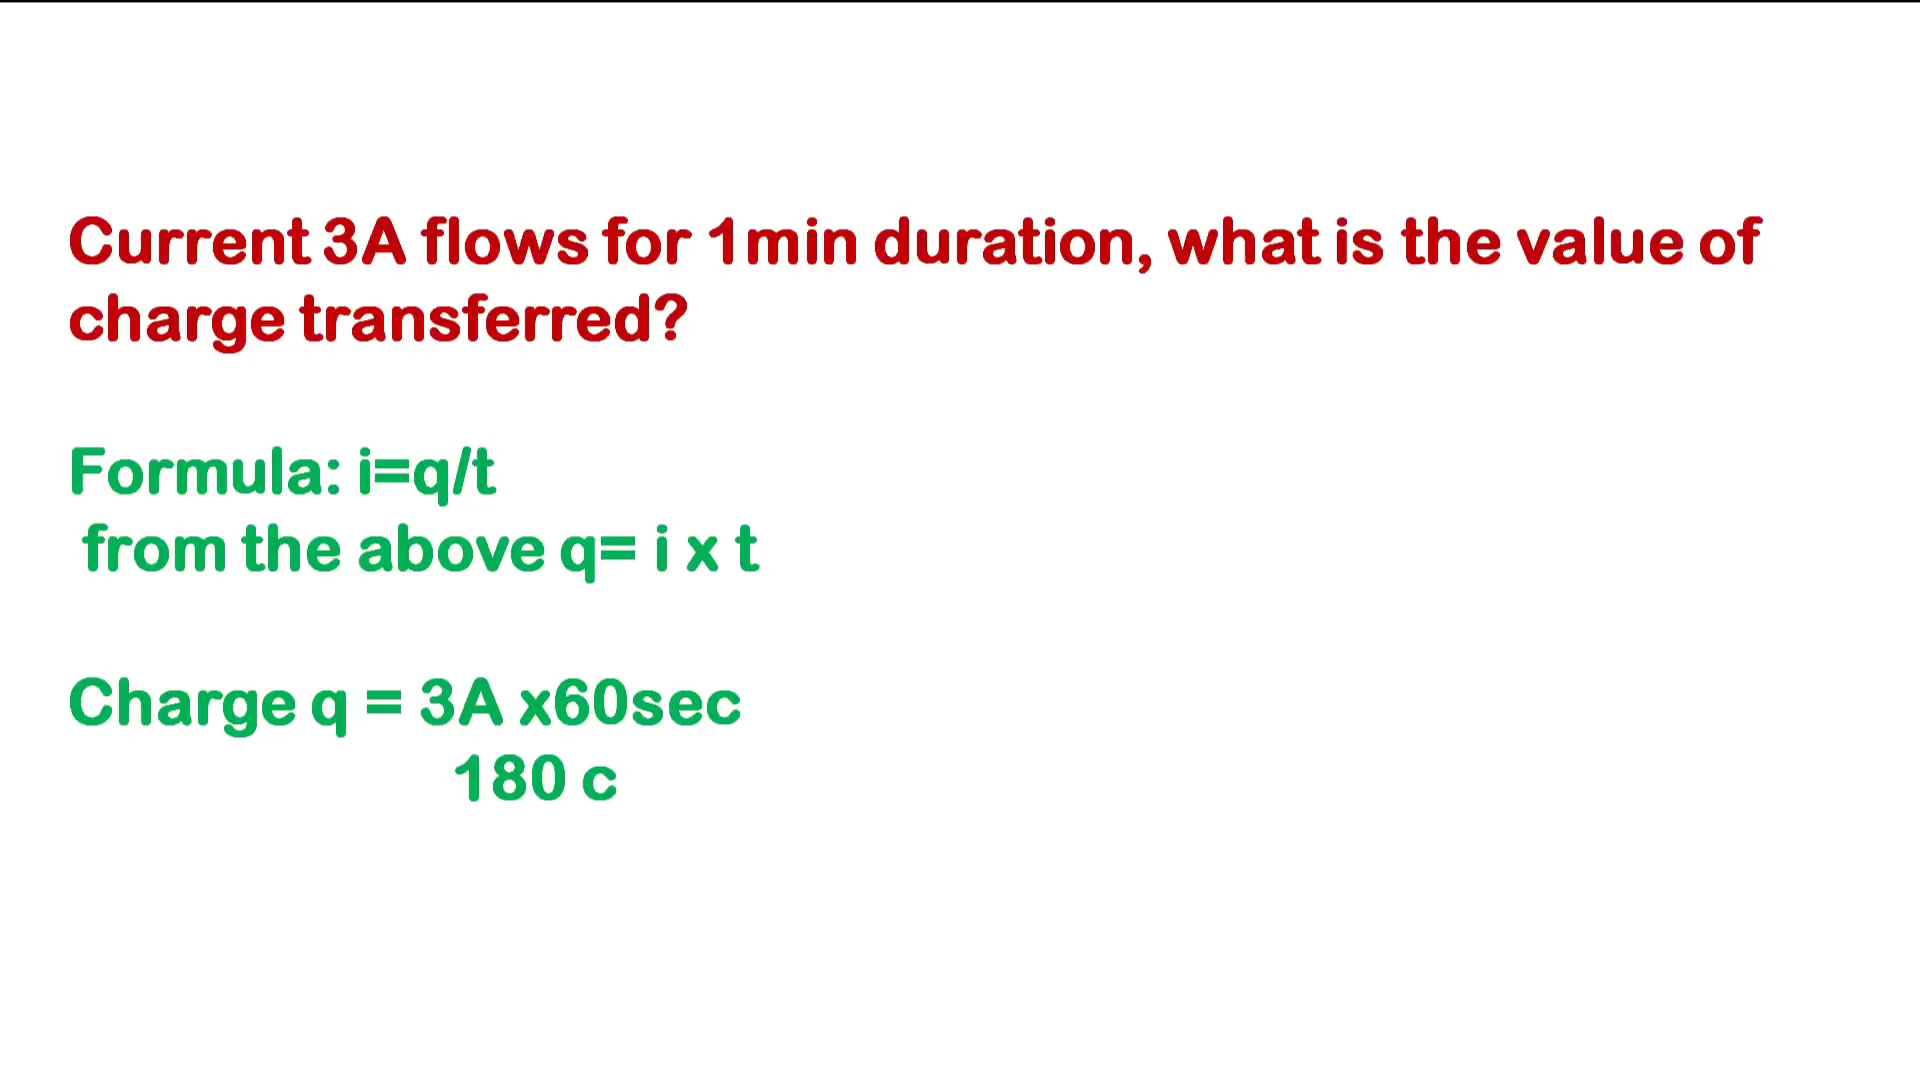 Current 3A flows for 1min duration, what is the value of
charge transferred?
Formula: i=q/t
from the above q= i x t
Charge q = 3A x60sec
180 c